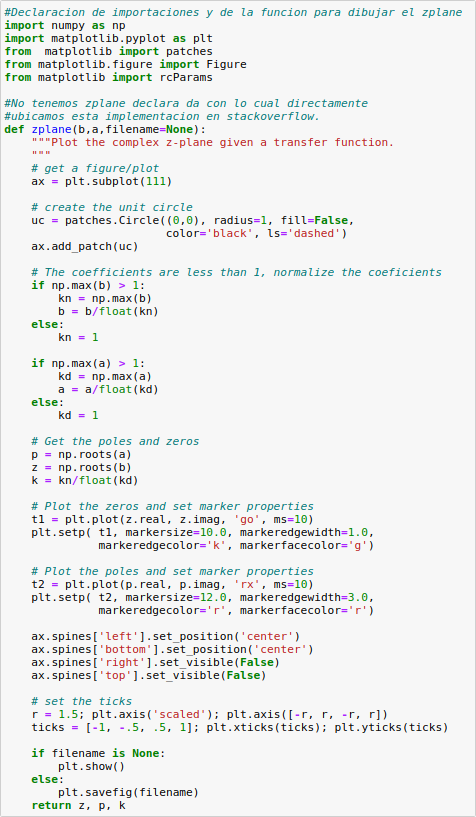 #Declaracion de importaciones y de la funcion para dibujar el zplane
import numpy as np
import matplotlib.pyplot as plt
from  matplotlib import patches
from matplotlib.figure import Figure
from matplotlib import rcParams

#No tenemos zplane declara da con lo cual directamente
#ubicamos esta implementacion en stackoverflow.
def zplane(b,a,filename=None):
    """Plot the complex z-plane given a transfer function.
    """
    # get a figure/plot
    ax = plt.subplot(111)

    # create the unit circle
    uc = patches.Circle((0,0), radius=1, fill=False,
                        color='black', ls='dashed')
    ax.add_patch(uc)

    # The coefficients are less than 1, normalize the coeficients
    if np.max(b) > 1:
        kn = np.max(b)
        b = b/float(kn)
    else:
        kn = 1

    if np.max(a) > 1:
        kd = np.max(a)
        a = a/float(kd)
    else:
        kd = 1

    # Get the poles and zeros
    p = np.roots(a)
    z = np.roots(b)
    k = kn/float(kd)

    # Plot the zeros and set marker properties
    t1 = plt.plot(z.real, z.imag, 'go', ms=10)
    plt.setp( t1, markersize=10.0, markeredgewidth=1.0,
              markeredgecolor='k', markerfacecolor='g')

    # Plot the poles and set marker properties
    t2 = plt.plot(p.real, p.imag, 'rx', ms=10)
    plt.setp( t2, markersize=12.0, markeredgewidth=3.0,
              markeredgecolor='r', markerfacecolor='r')

    ax.spines['left'].set_position('center')
    ax.spines['bottom'].set_position('center')
    ax.spines['right'].set_visible(False)
    ax.spines['top'].set_visible(False)

    # set the ticks
    r = 1.5; plt.axis('scaled'); plt.axis([-r, r, -r, r])
    ticks = [-1, -.5, .5, 1]; plt.xticks(ticks); plt.yticks(ticks)

    if filename is None:
        plt.show()
    else:
        plt.savefig(filename)
    return z, p, k